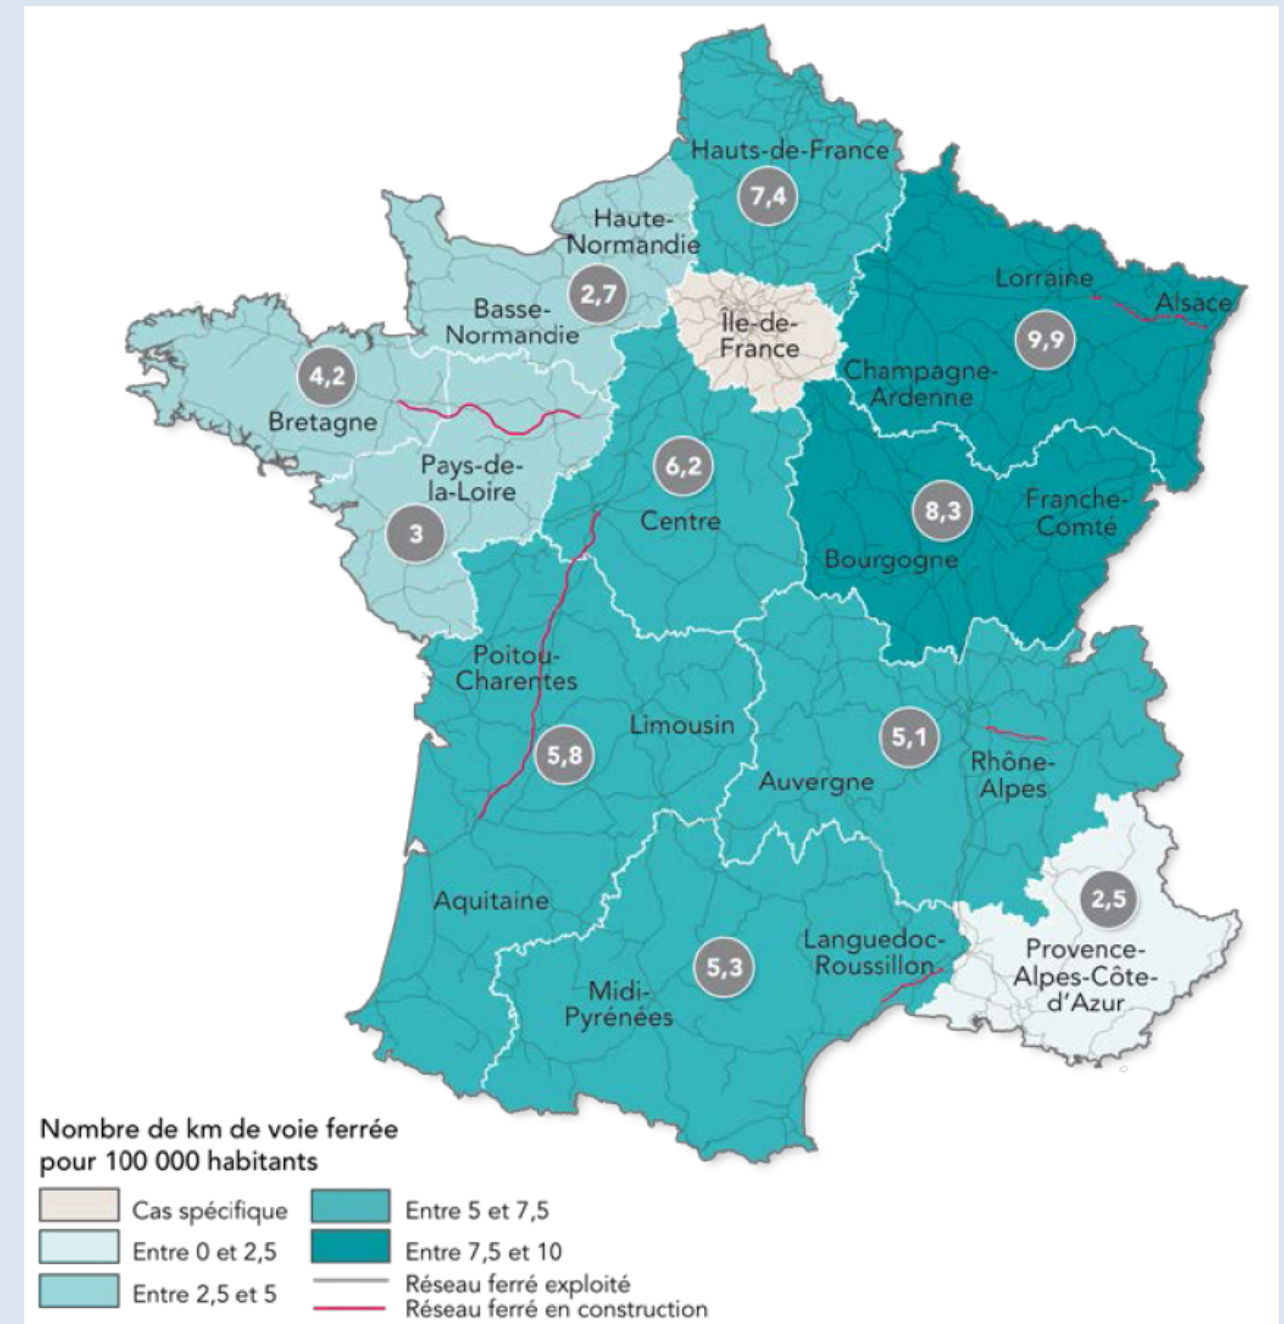 Hauts-de-France
7,4
Haute-
Normandie
2,7
Basse-
Normandie
Île-de-
France
Lorraine
Alsace
9,9
Champagne-
Ardenne
4,2
Bretagne
Pays-de-
la-Loire
3
6,2
Centre
8,3
Franche-
Comté
Bourgogne
Poitou-
Charentes
Limousin
5,8
5,1
Auvergne
Rhône-
Alpes
Aquitaine
2,5
Provence-
Alpes-Côte-
d'Azur
Languedoc-
Roussillon
5,3
Midi-
Pyrénées
Nombre de km de voie ferrée
pour 100 000 habitants
Cas spécifique
Entre 0 et 2,5
Entre 2,5 et 5
Entre 5 et 7,5
Entre 7,5 et 10
Réseau ferré exploité
Réseau ferré en construction